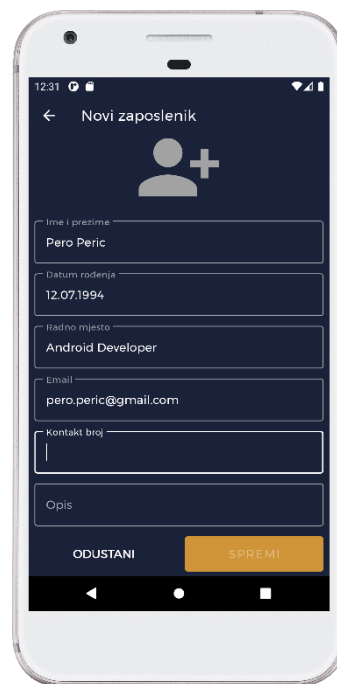 12:31
Novi zaposlenik
Ime i prezime
Pero Peric
Datum rođenja
12.07.1994
Radno mjesto
Android Developer
Email
pero.peric@gmail.com
Kontakt broj
Opis
ODUSTANI SPREMI